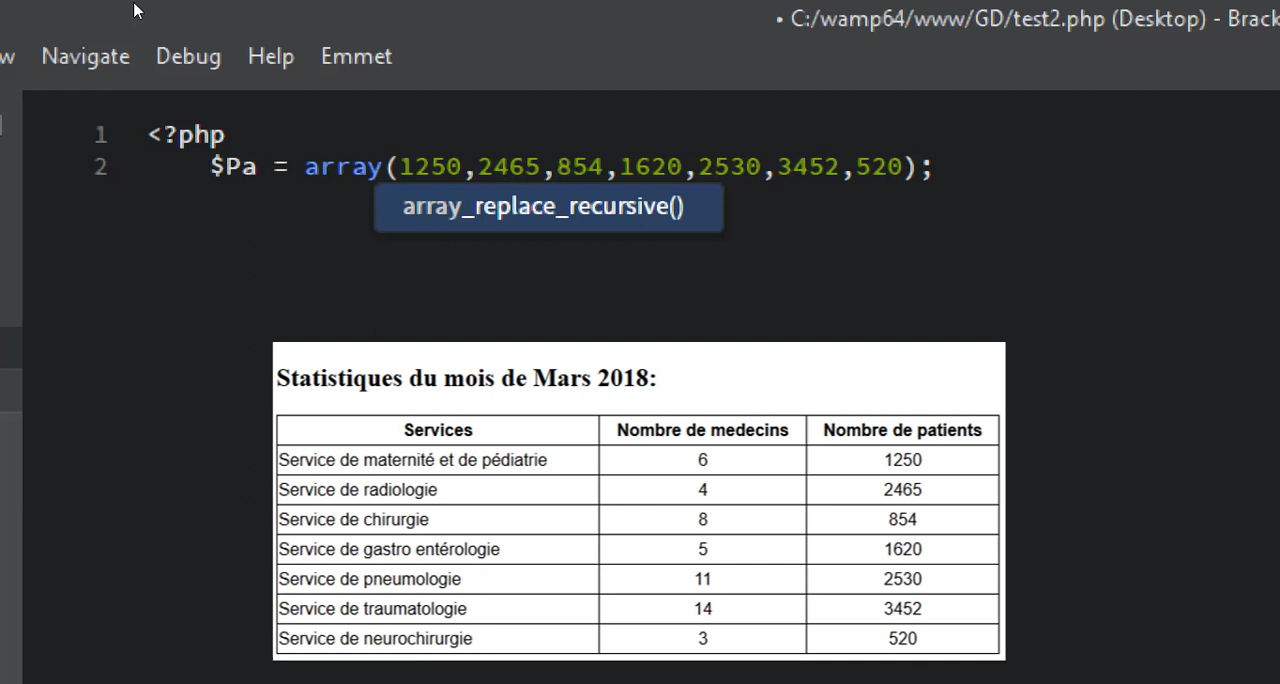 • C:/wamp64/www/GD/test2.php (Desktop) - Brack
w Navigate Debug Help Emmet
1 <?php
2 $Pa = array(1250,2465,854,1620,2530,3452,520);
array_replace_recursive()
Statistiques du mois de Mars 2018:
Services Nombre de medecins Nombre de patients
Service de maternité et de pédiatrie 6 1250
Service de radiologie 4 2465
Service de chirurgie 8 854
Service de gastro entérologie 5 1620
Service de pneumologie 11 2530
Service de traumatologie 14 3452
Service de neurochirurgie 3 520